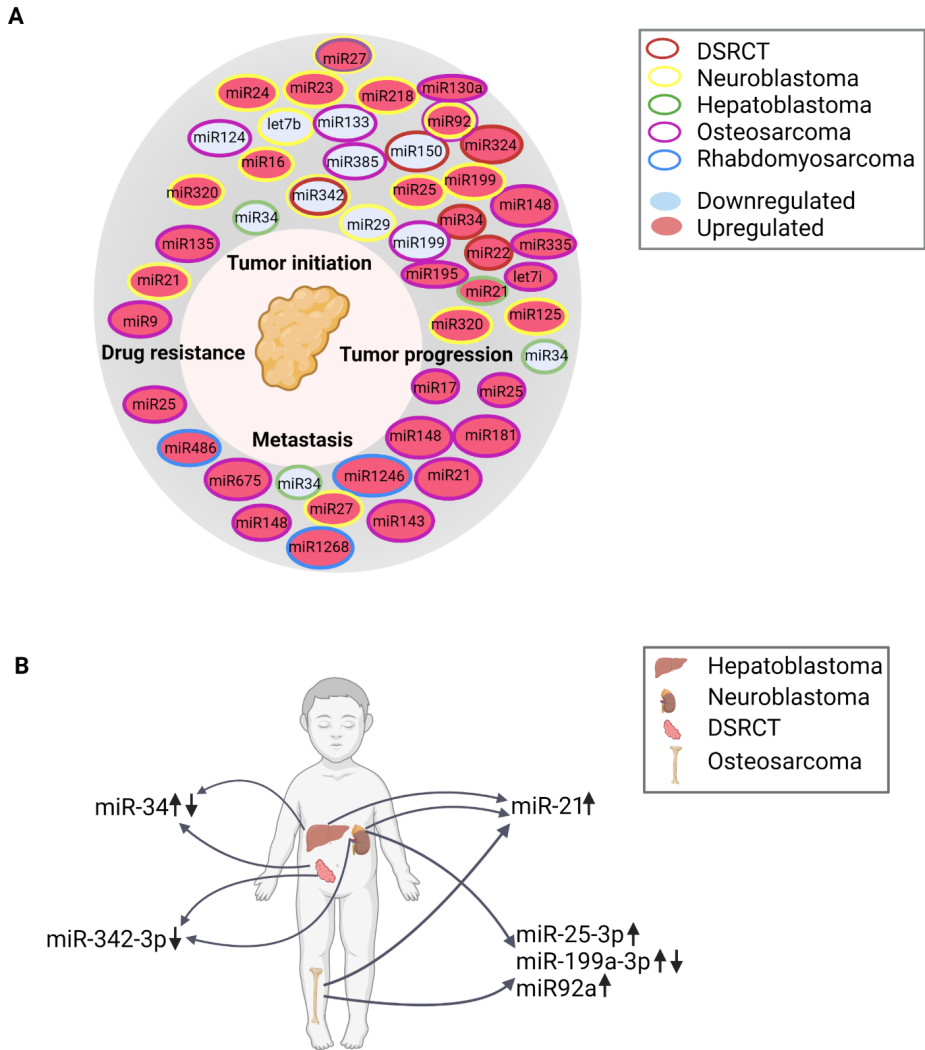 A
miR27
miR24
miR23
miR218
miR130a
let7b
miR133
miR92
miR124
miR150
miR324
miR16
miR385
miR320
miR342
miR25
miR199
miR148
miR34
miR29
miR34
miR135
miR199
miR22
miR335
Tumor initiation
miR21
miR195
let7i
miR21
miR9
miR320
miR125
Drug resistance
Tumor progression
miR34
miR25
miR17
miR25
Metastasis
miR148
miR181
miR486
miR675
miR34
miR1246
miR21
miR148
miR27
miR143
miR1268
DSRCT
Neuroblastoma
Hepatoblastoma
Osteosarcoma
Rhabdomyosarcoma
Downregulated
Upregulated
B
Hepatoblastoma
Neuroblastoma
DSRCT
Osteosarcoma
miR-34
miR-21
miR-342-3p
miR-25-3p
miR-199a-3p
miR92a